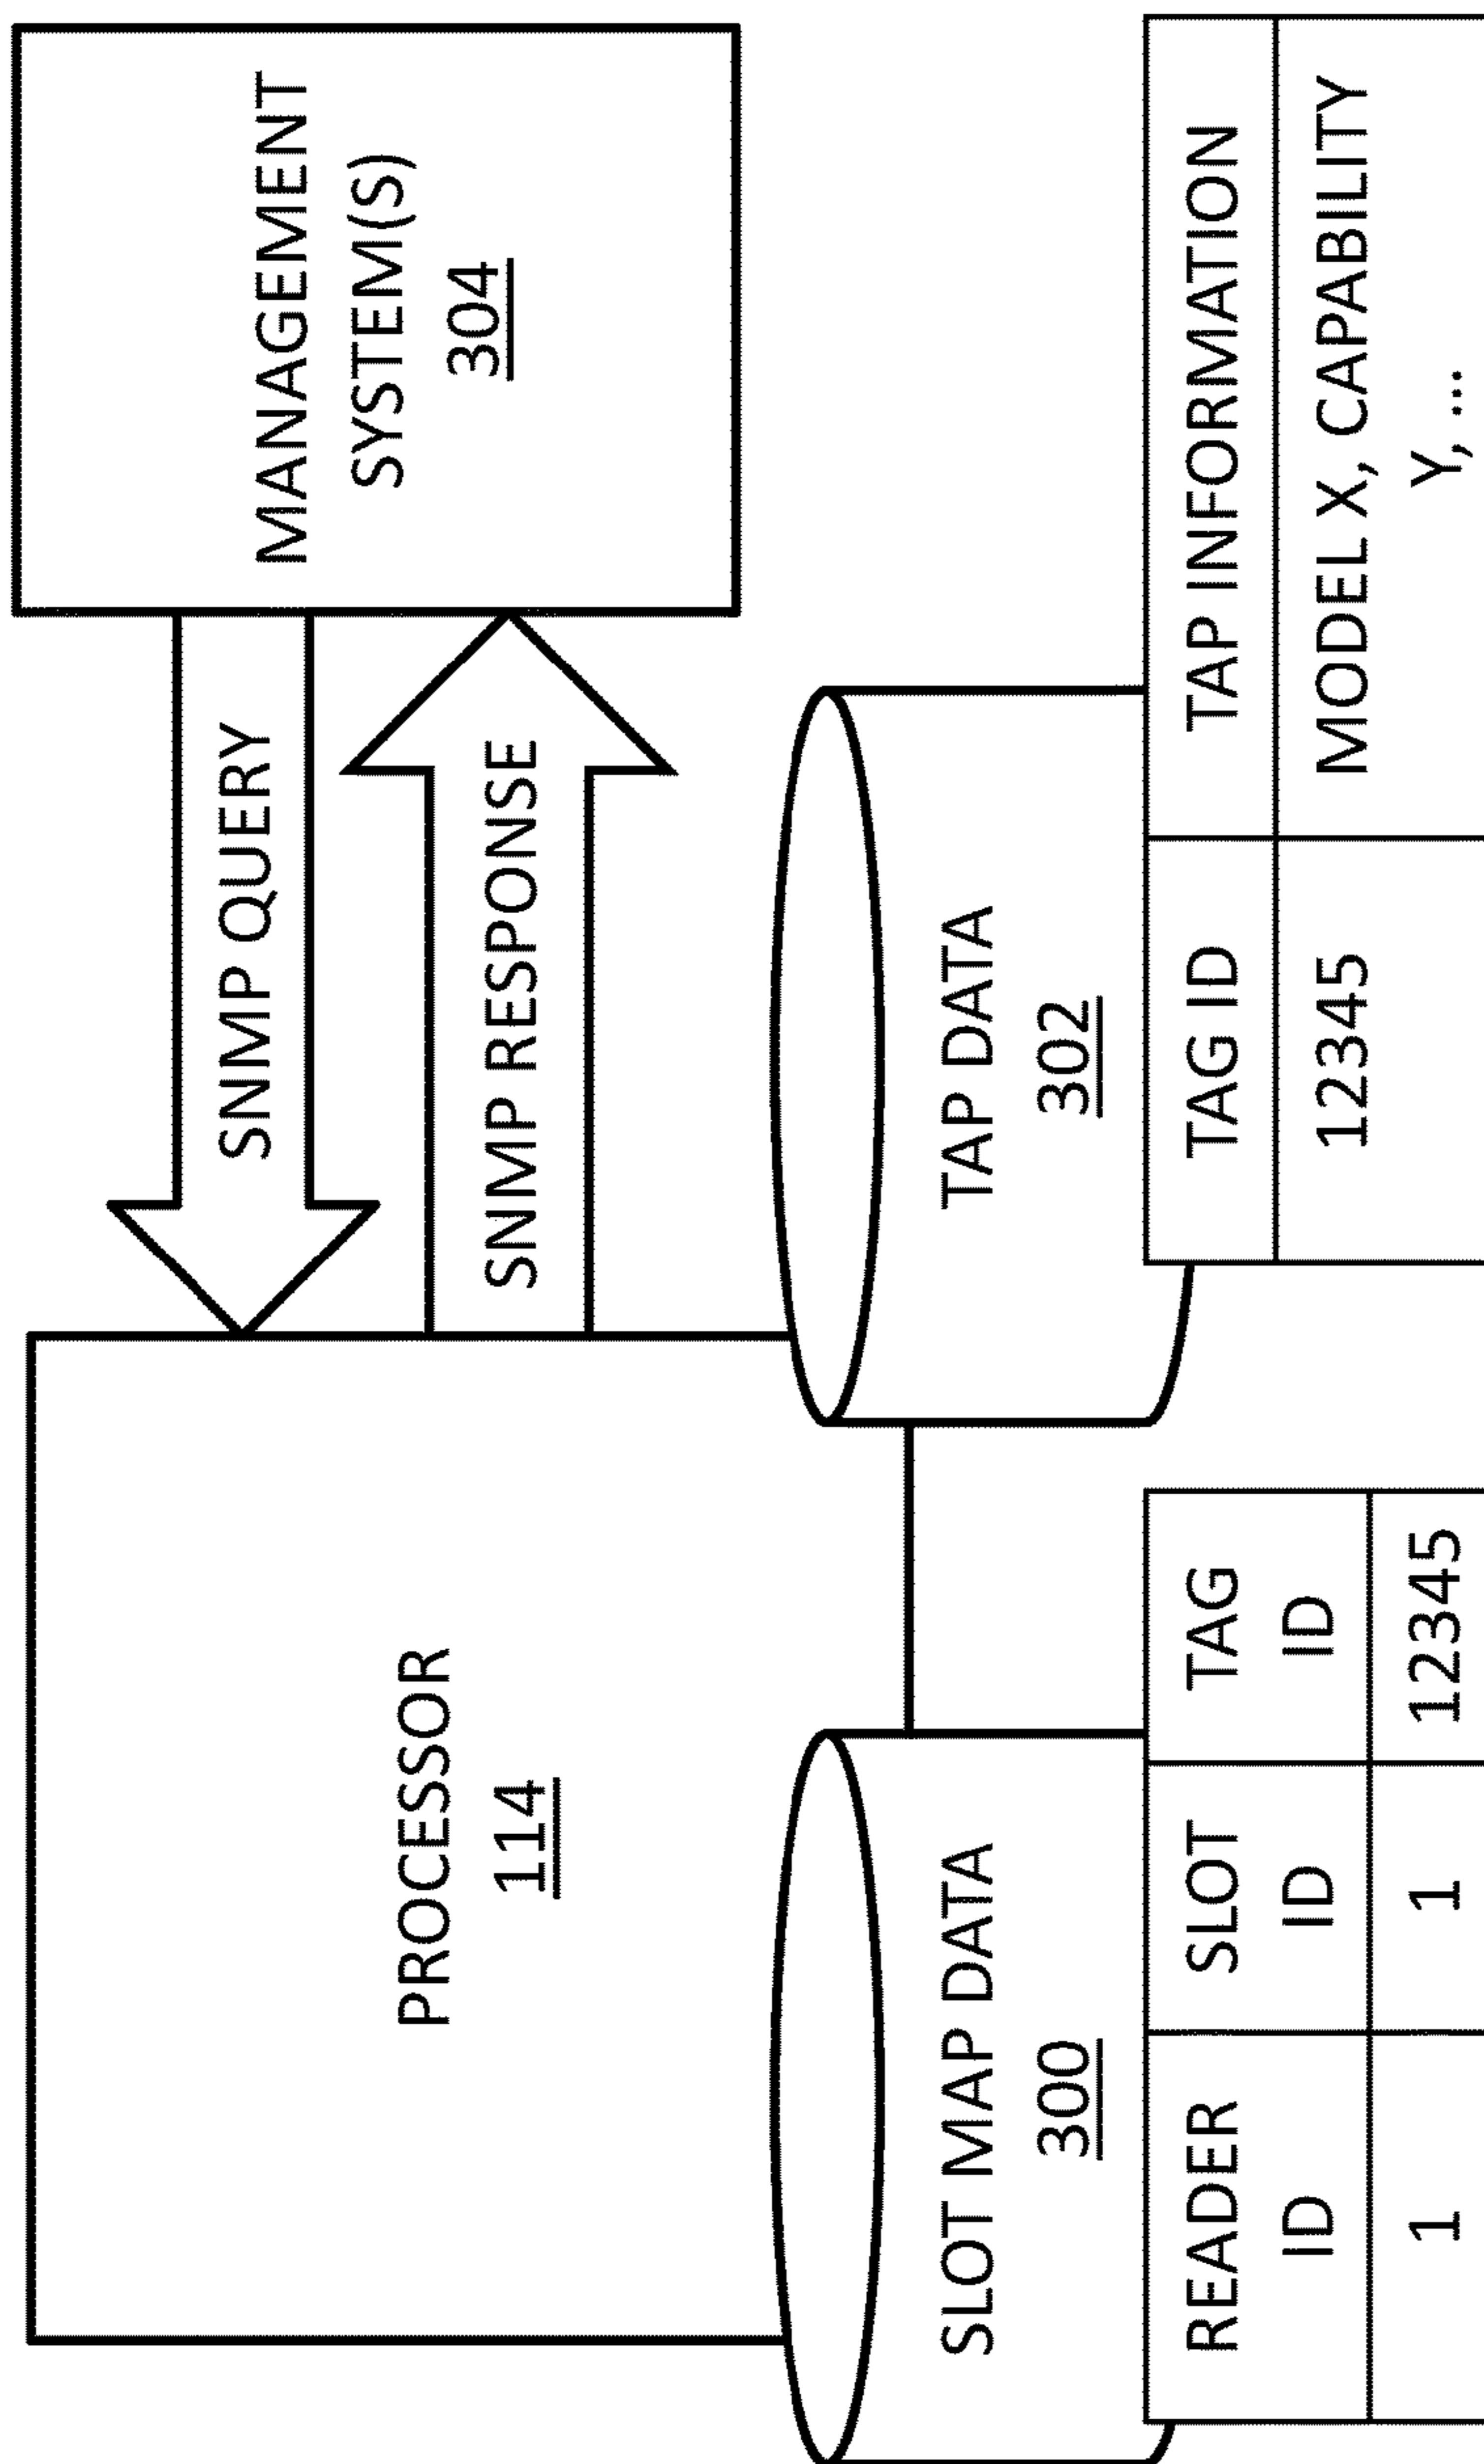 PROCESSOR
114
SNMP QUERY
SNMP RESPONSE
MANAGEMENT
SYSTEM(S)
304
SLOT MAP DATA
300
TAP DATA
302
READER
ID
SLOT
ID
TAG
ID
1
1
12345
TAG ID
TAP INFORMATION
12345
MODEL X, CAPABILITY
Y, ...